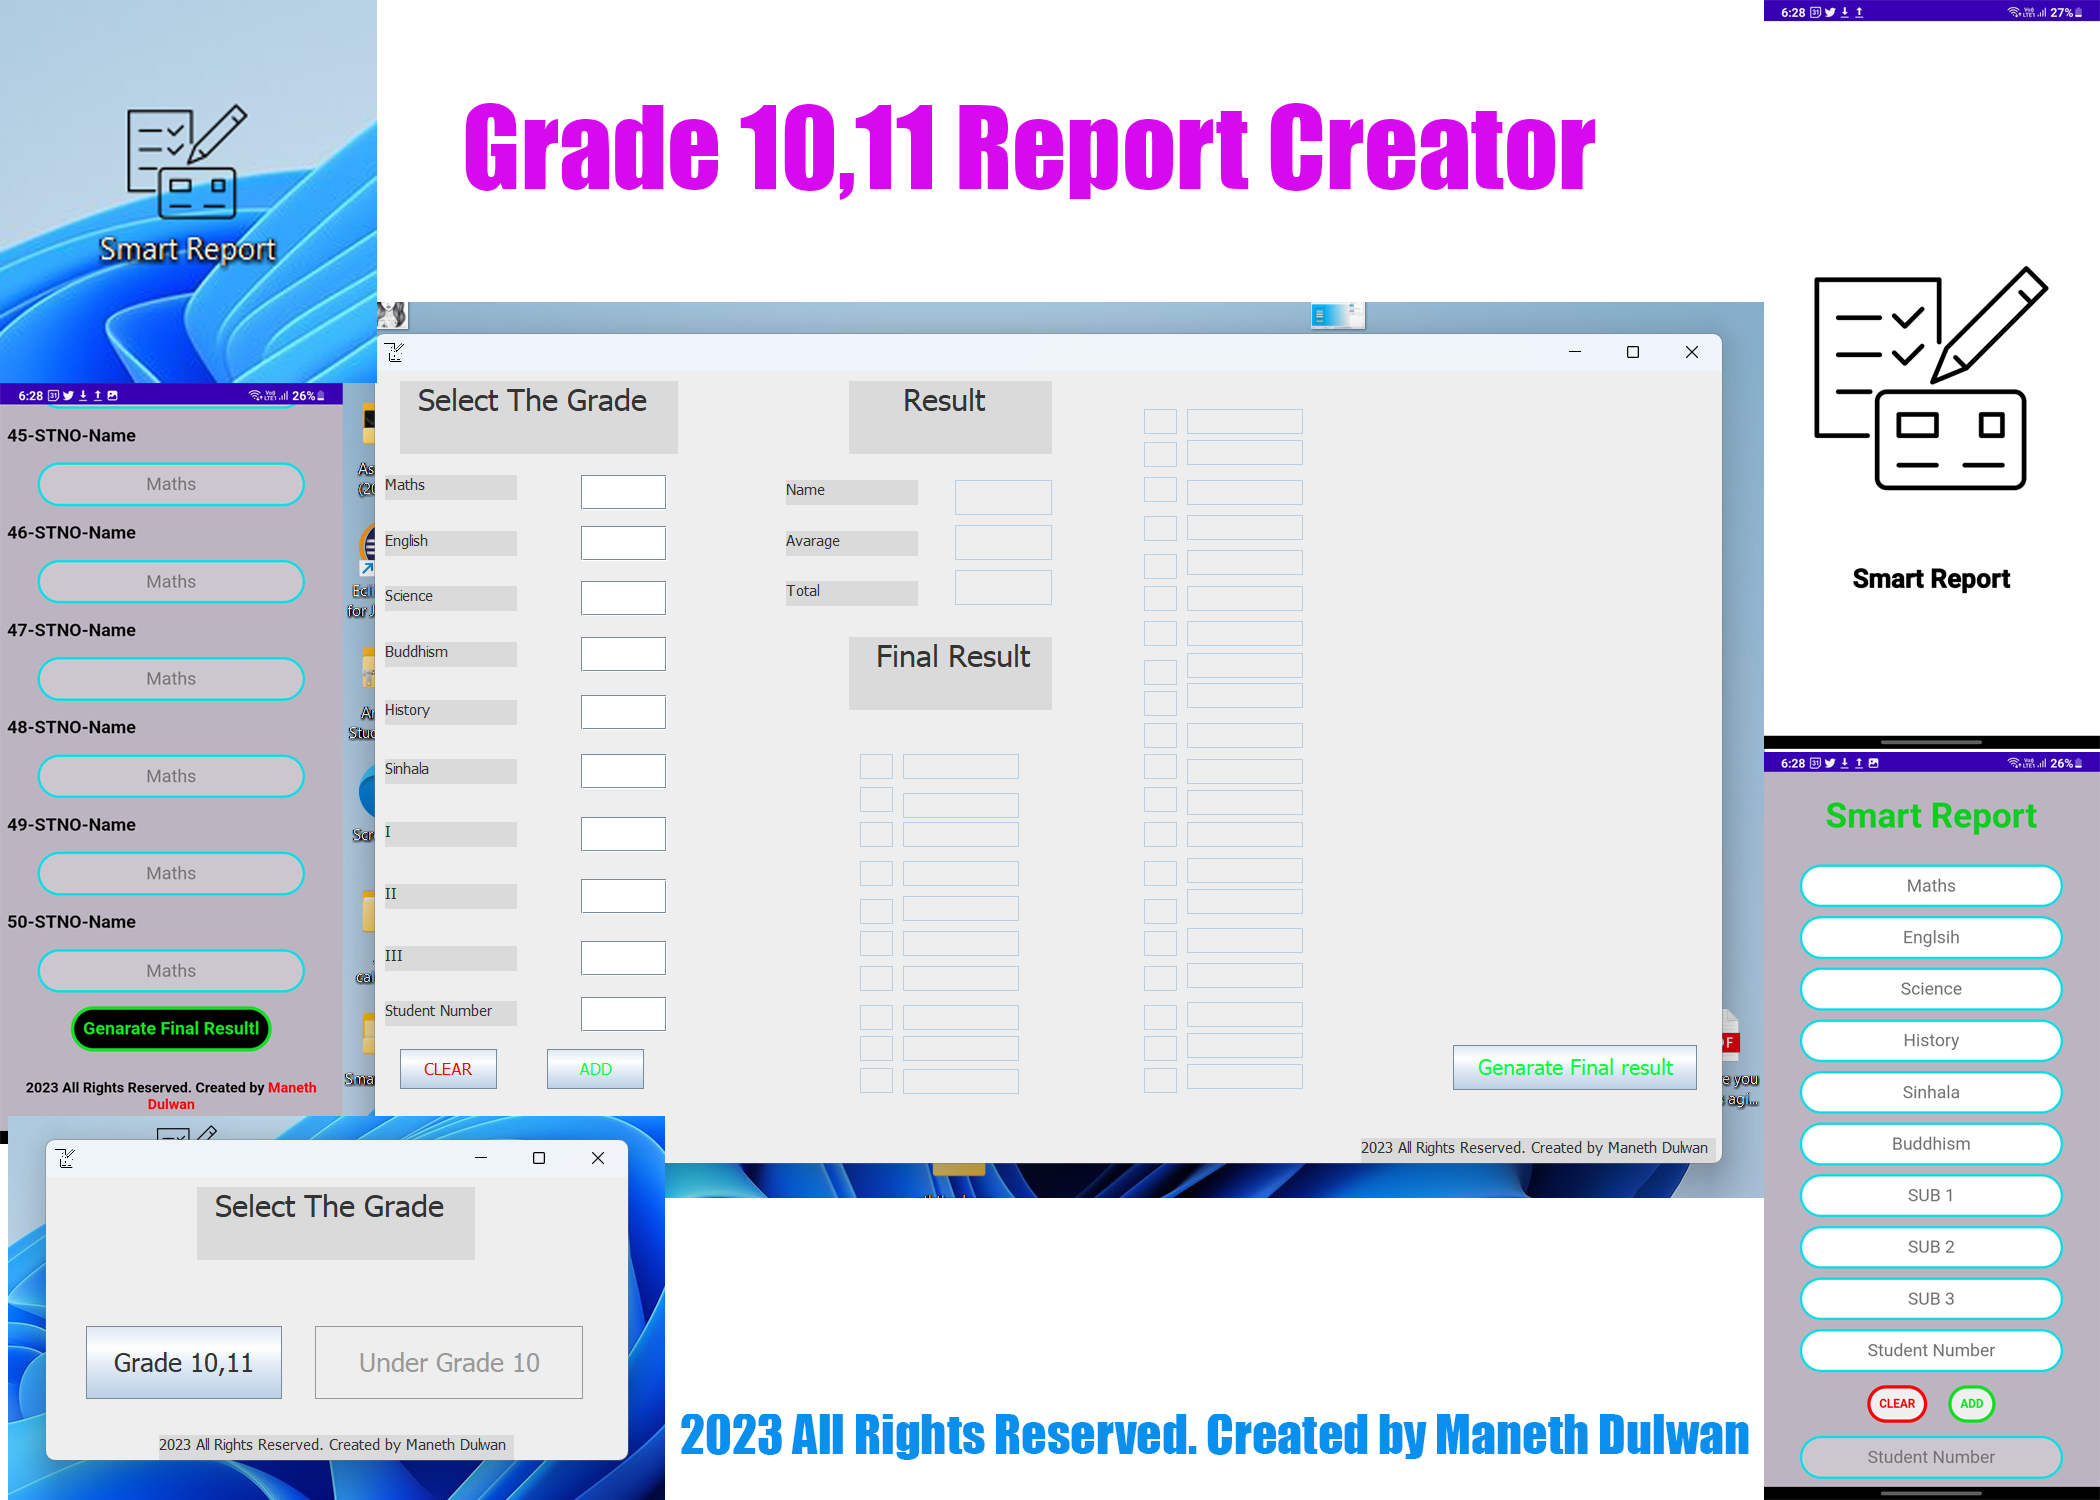 Smart Report
Grade 10,11 Report Creator
6:28
31
27%
Smart Report
6:28
31
26%
45-STNO-Name
Maths
46-STNO-Name
Maths
47-STNO-Name
Maths
48-STNO-Name
Maths
49-STNO-Name
Maths
50-STNO-Name
Maths
Genarate Final Result!
2023 All Rights Reserved. Created by Maneth
Dulwan
Select The Grade
Maths
English
Science
Buddhism
History
Sinhala
I
II
III
Student Number
CLEAR
ADD
Result
Name
Avarage
Total
Final Result
Genarate Final result
2023 All Rights Reserved. Created by Maneth Dulwan
e you
agi...
6:28
31
26%
Smart Report
Maths
Englsih
Science
History
Sinhala
Buddhism
SUB 1
SUB 2
SUB 3
Student Number
CLEAR
ADD
Student Number
Select The Grade
Grade 10,11
Under Grade 10
2023 All Rights Reserved. Created by Maneth Dulwan
2023 All Rights Reserved. Created by Maneth Dulwan